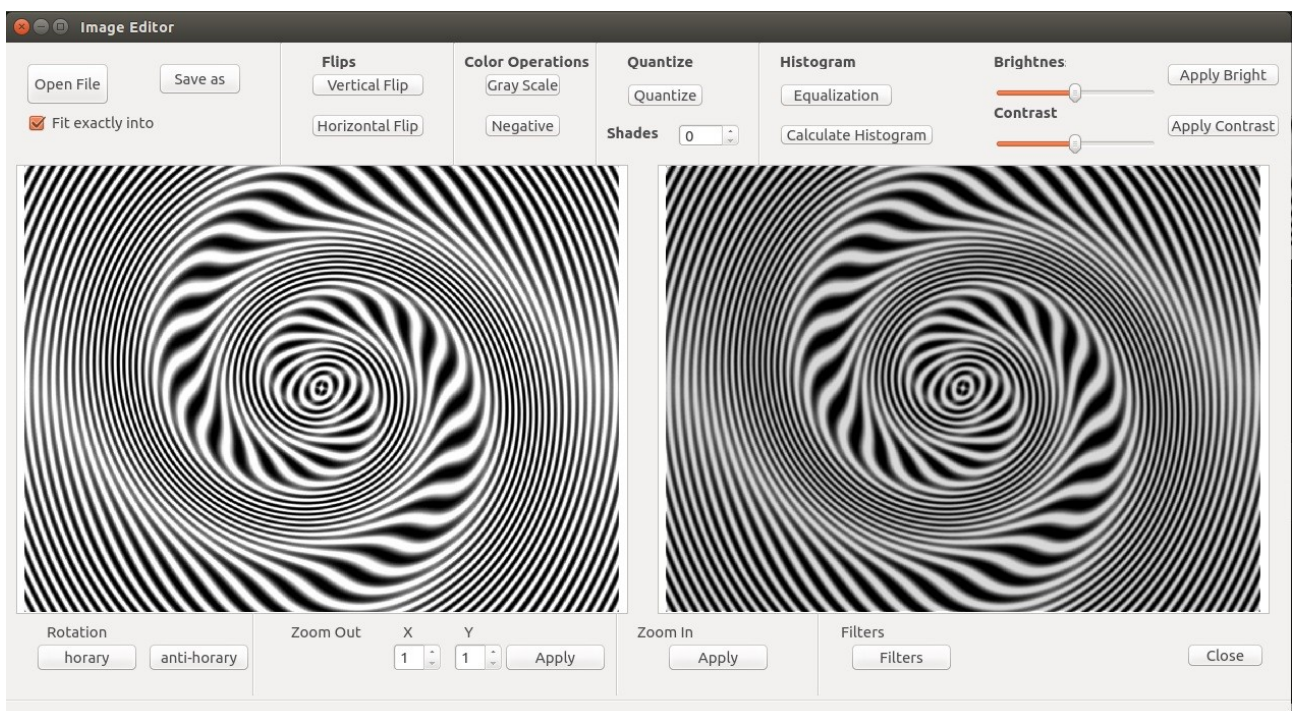 Image Editor
Flips
Color Operations
Quantize
Histogram
Brightnes
Open File
Save as
Vertical Flip
Gray Scale
Quantize
Equalization
Apply Bright
Fit exactly into
Horizontal Flip
Negative
Shades
0
Calculate Histogram
Contrast
Apply Contrast
Rotation
Zoom Out
X
Y
Zoom In
Filters
horary
anti-horary
1
1
Apply
Apply
Filters
Close